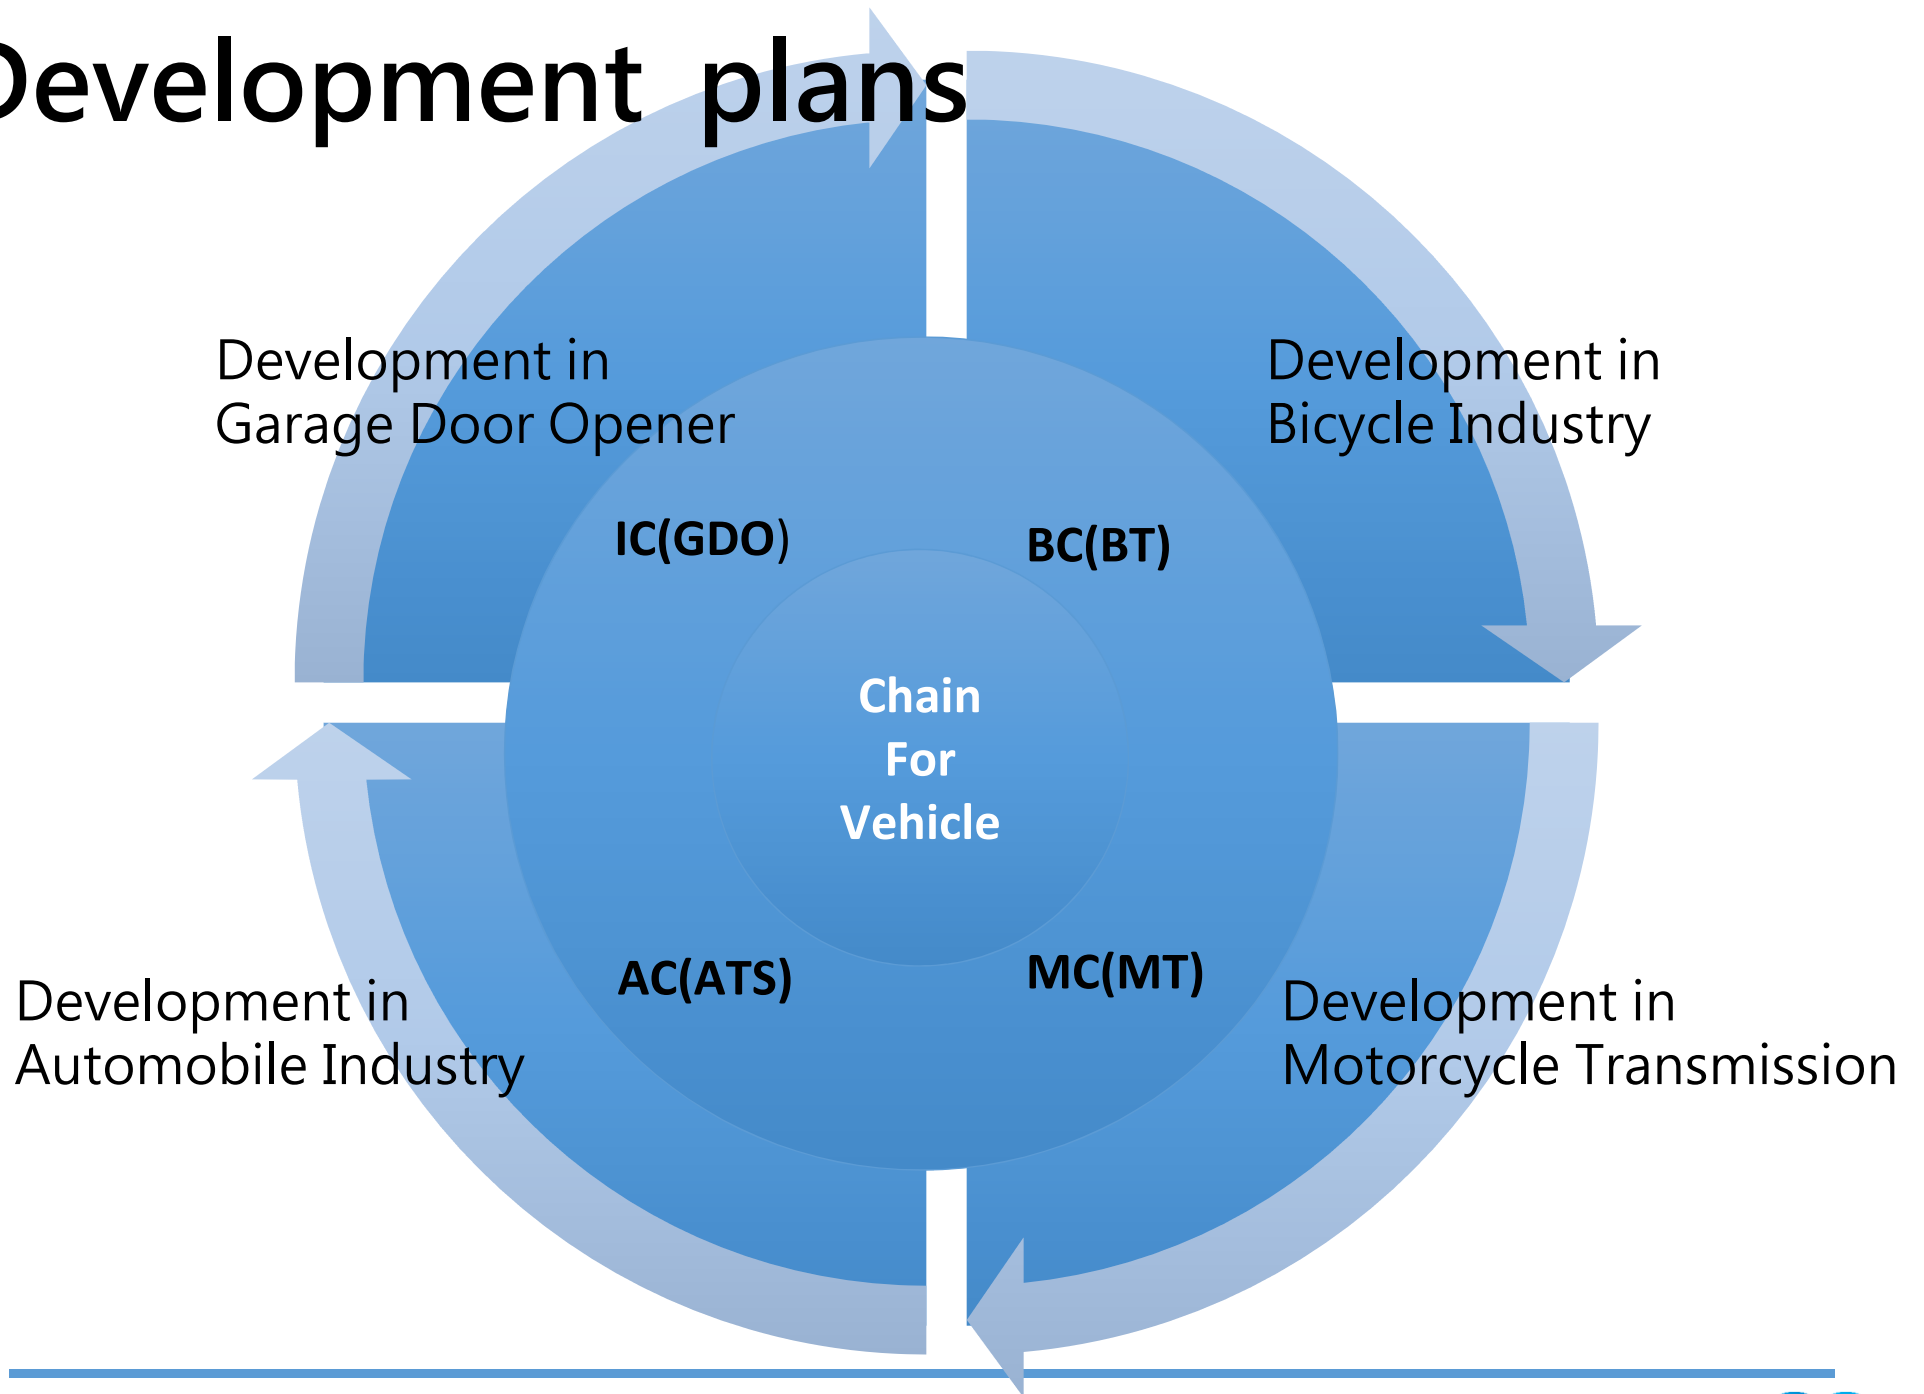 Development plans
Development in
Garage Door Opener
Development in
Bicycle Industry
IC(GDO)
BC(BT)
Chain
For
Vehicle
AC(ATS)
MC(MT)
Development in
Automobile Industry
Development in
Motorcycle Transmission